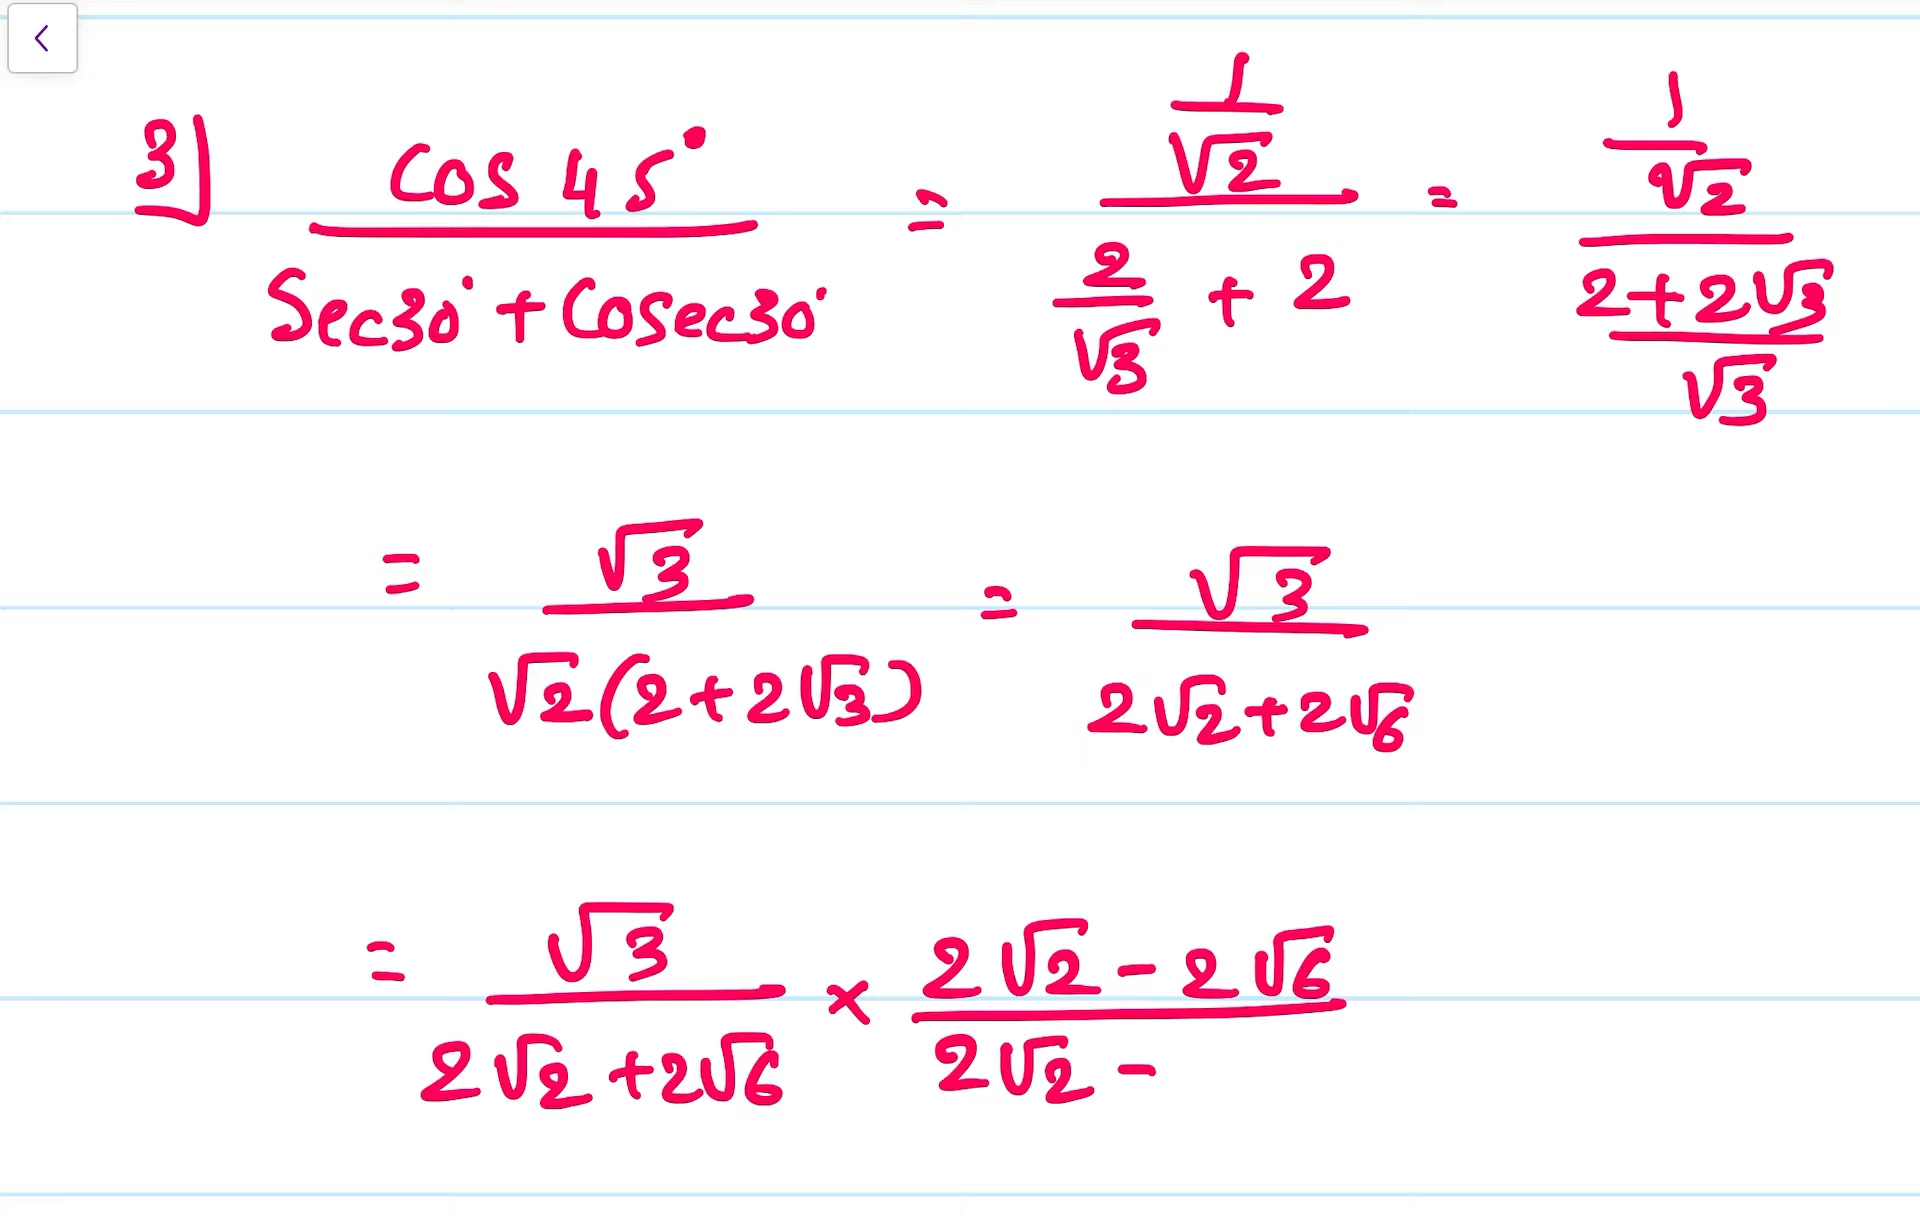 3] cos 45° / Sec30° + Cosec30° = 1/√2 / 2/√3 + 2 = 1/√2 / 2+2√3/√3
= √3 / √2(2+2√3) = √3 / 2√2+2√6
= √3 / 2√2+2√6 × 2√2-2√6 / 2√2-